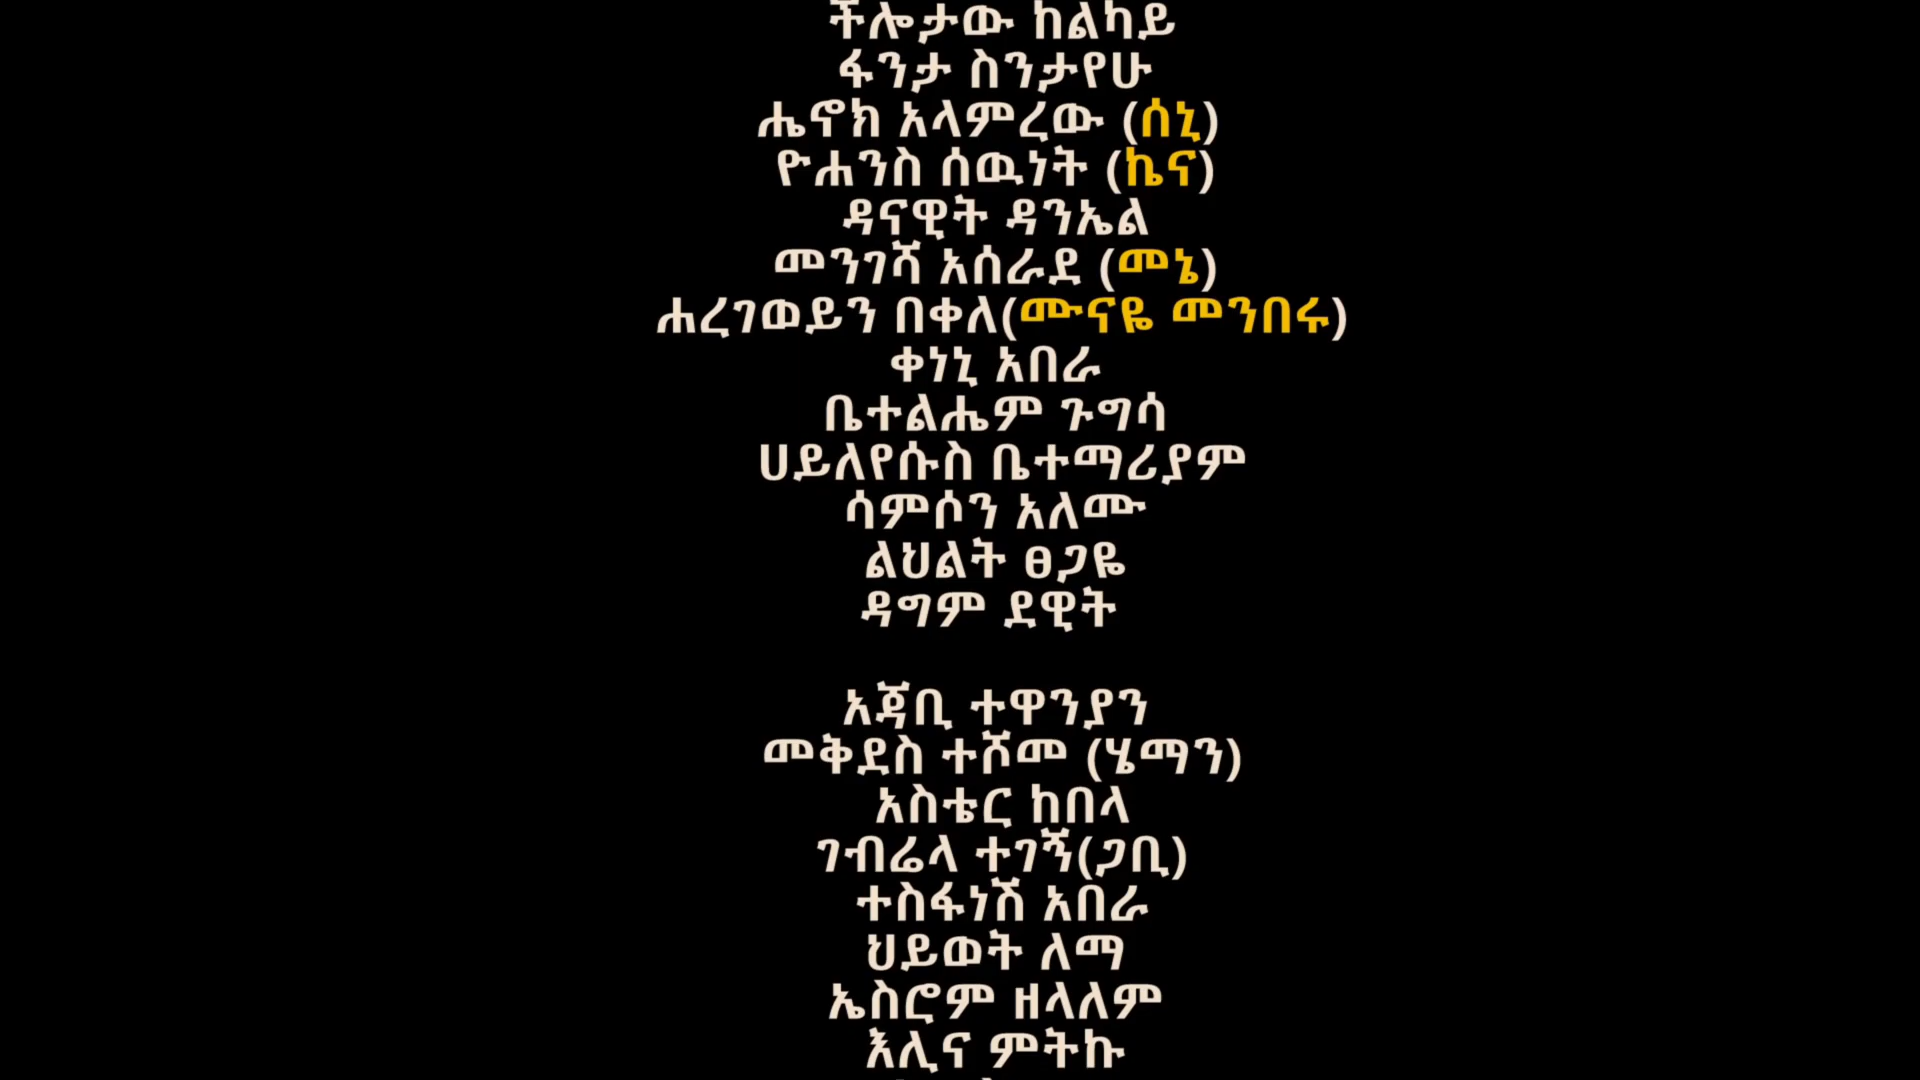 ችሎታው ከልካይ
ፋንታ ስንታየሁ
ሔኖክ አላምረው (ሰኒ)
ዮሐንስ ሰዉነት (ኬና)
ዳናዊት ዳንኤል
መንገሻ አሰራደ (መኔ)
ሐረገወይን በቀለ(ሙናዬ መንበሩ)
ቀነኒ አበራ
ቤተልሔም ጉግሳ
ሀይለየሱስ ቤተማሪያም
ሳምሶን አለሙ
ልህልት ፀጋዬ
ዳግም ደዊት
አጃቢ ተዋንያን
መቅደስ ተሾመ (ሄማን)
አስቴር ከበላ
ገብሬላ ተገኝ(ጋቢ)
ተስፋነሽ አበራ
ህይወት ለማ
ኤስሮም ዘላለም
እሊና ምትኩ